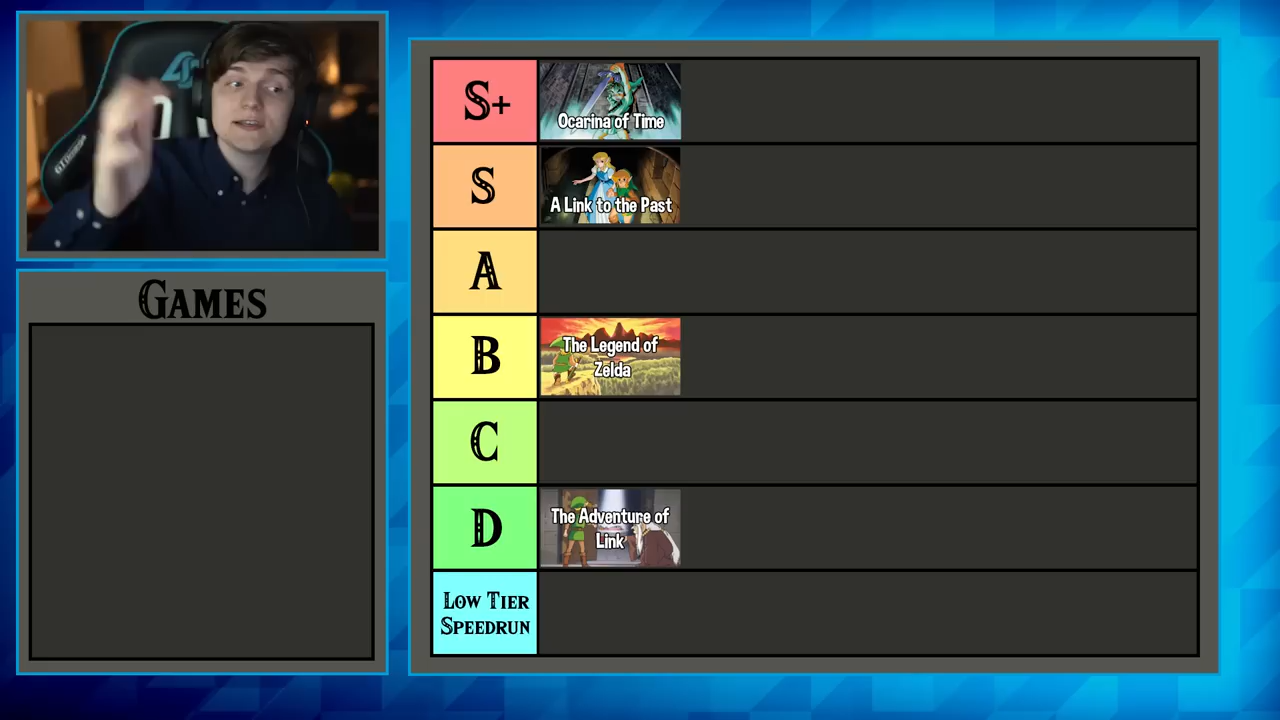 S+
Ocarina of Time
S
A Link to the Past
A
B
The Legend of
Zelda
C
D
The Adventure of
Link
Low Tier
Speedrun
Games